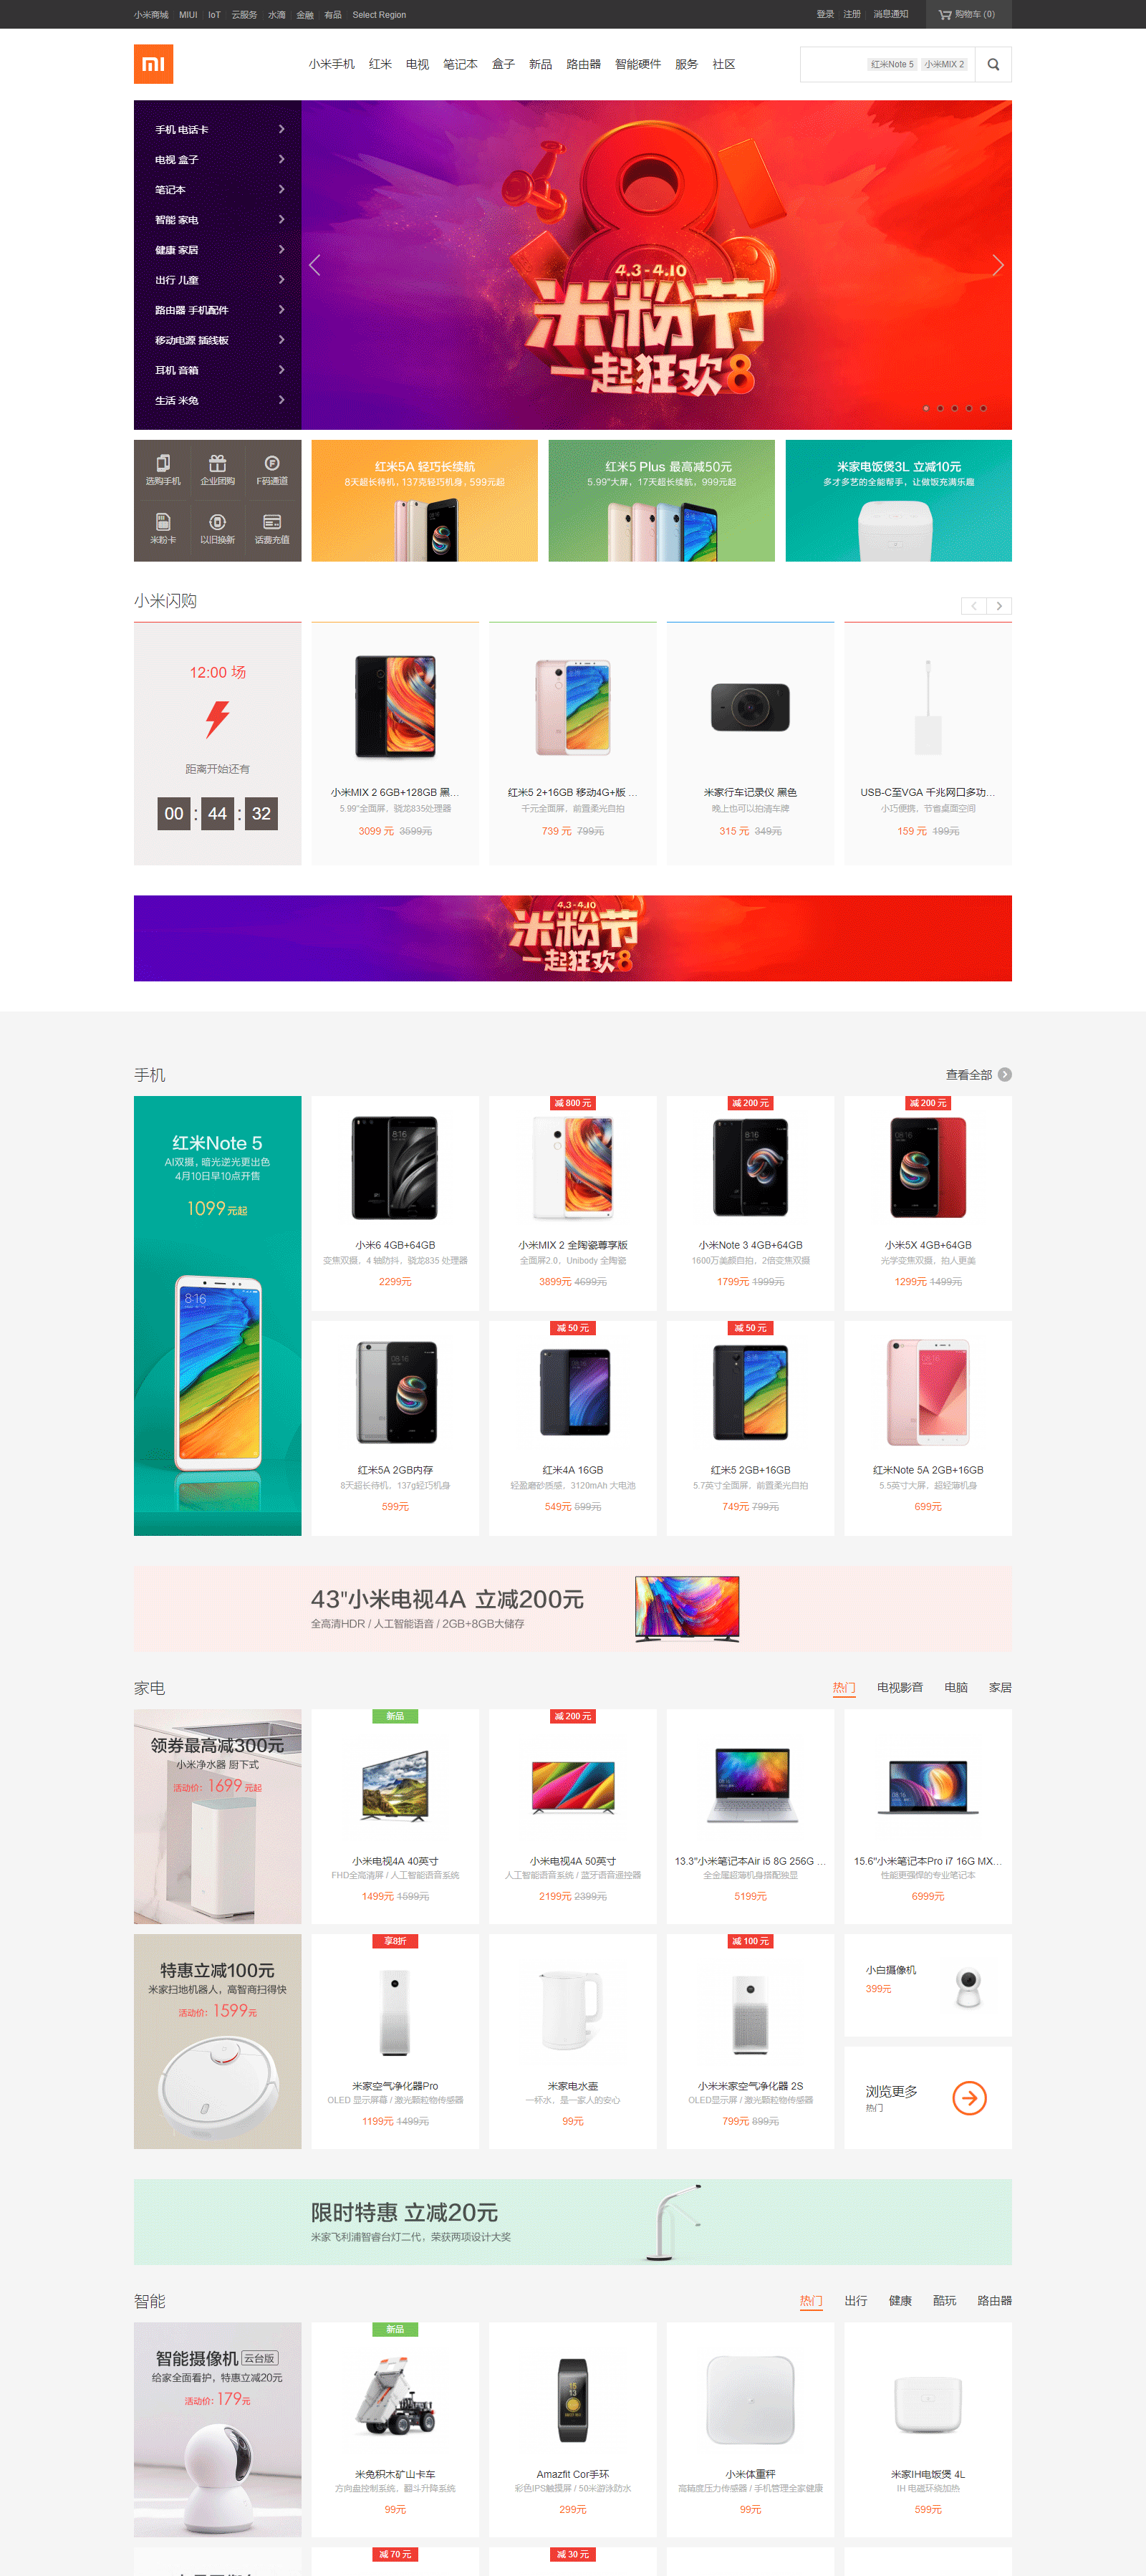 小米商城 MIUI IoT 云服务 水滴 金融 有品 Select Region
登录 注册 消息通知 购物车 (0)
小米手机 红米 电视 笔记本 盒子 新品 路由器 智能硬件 服务 社区
红米Note 5 小米MIX 2
手机 电话卡
电视 盒子
笔记本
智能 家电
健康 家居
出行 儿童
路由器 手机配件
移动电源 插线板
耳机 音箱
生活 米兔
4.3-4.10
米粉节
一起狂欢8
选购手机 企业团购 F码通道
米粉卡 以旧换新 话费充值
红米5A 轻巧长续航
8天超长待机，137克轻巧机身，599元起
红米5 Plus 最高减50元
5.99"大屏，17天超长续航，999元起
米家电饭煲3L 立减10元
多才多艺的全能帮手，让做饭充满乐趣
小米闪购
12:00 场
距离开始还有
00 : 44 : 32
小米MIX 2 6GB+128GB 黑...
5.99"全面屏，骁龙835处理器
3099 元 3599元
红米5 2+16GB 移动4G+版 ...
千元全面屏，前置柔光自拍
739 元 799元
米家行车记录仪 黑色
晚上也可以拍清车牌
315 元 349元
USB-C至VGA 千兆网口多功...
小巧便携，节省桌面空间
159 元 199元
4.3-4.10
米粉节
一起狂欢8
手机
查看全部
红米Note 5
AI双摄，暗光逆光更出色
4月10日早10点开售
1099元起
小米6 4GB+64GB
变焦双摄，4 轴防抖，骁龙835 处理器
2299元
减 800 元
小米MIX 2 全陶瓷尊享版
全面屏2.0，Unibody 全陶瓷
3899元 4699元
减 200 元
小米Note 3 4GB+64GB
1600万美颜自拍，2倍变焦双摄
1799元 1999元
减 200 元
小米5X 4GB+64GB
光学变焦双摄，拍人更美
1299元 1499元
红米5A 2GB内存
8天超长待机，137g轻巧机身
599元
减 50 元
红米4A 16GB
轻盈磨砂质感，3120mAh 大电池
549元 599元
减 50 元
红米5 2GB+16GB
5.7英寸全面屏，前置柔光自拍
749元 799元
红米Note 5A 2GB+16GB
5.5英寸大屏，超轻薄机身
699元
43"小米电视4A 立减200元
全高清HDR / 人工智能语音 / 2GB+8GB大储存
家电
热门 电视影音 电脑 家居
领券最高减300元
小米净水器 厨下式
活动价：1699元起
新品
小米电视4A 40英寸
FHD全高清屏 / 人工智能语音系统
1499元 1599元
减 200 元
小米电视4A 50英寸
人工智能语音系统 / 蓝牙语音遥控器
2199元 2399元
13.3"小米笔记本Air i5 8G 256G ...
全金属超薄机身搭配独显
5199元
15.6"小米笔记本Pro i7 16G MX...
性能更强悍的专业笔记本
6999元
特惠立减100元
米家扫地机器人，高智商扫得快
活动价：1599元
享8折
米家空气净化器Pro
OLED 显示屏幕 / 激光颗粒物传感器
1199元 1499元
米家电水壶
一杯水，是一家人的安心
99元
减 100 元
小米米家空气净化器 2S
OLED显示屏 / 激光颗粒物传感器
799元 899元
小白摄像机
399元
浏览更多
热门
限时特惠 立减20元
米家飞利浦智睿台灯二代，荣获两项设计大奖
智能
热门 出行 健康 酷玩 路由器
智能摄像机 云台版
给家全面看护，特惠立减20元
活动价：179元
新品
米兔积木矿山卡车
方向盘控制系统，翻斗升降系统
99元
Amazfit Cor手环
彩色IPS触摸屏 / 50米游泳防水
299元
小米体重秤
高精度压力传感器 / 手机管理全家健康
99元
米家IH电饭煲 4L
IH 电磁环绕加热
599元
减 70 元
减 30 元